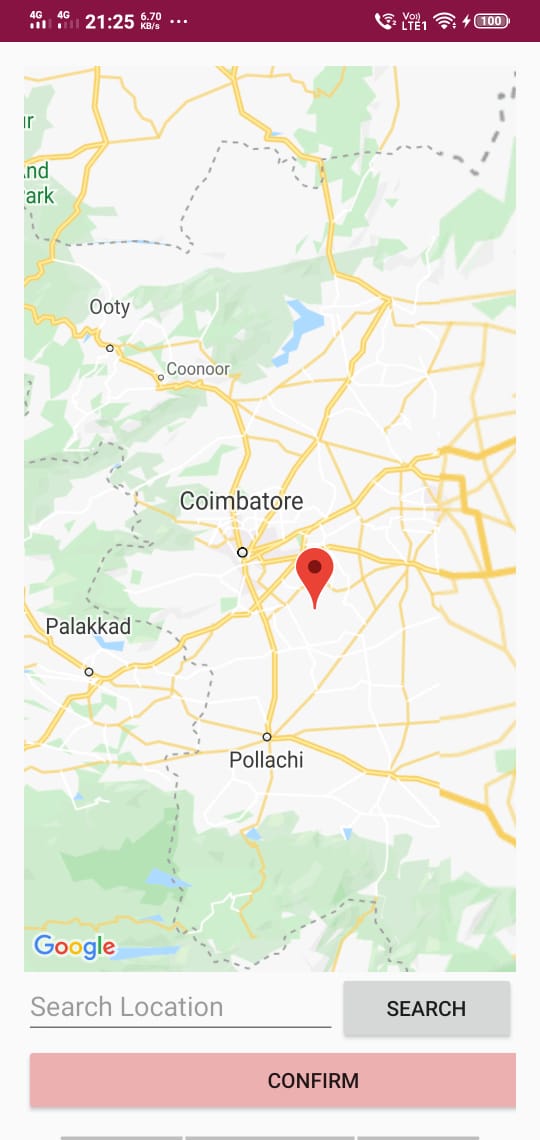 4G 4G 21:25 6.70 KB/s ... Vo)) LTE1 100
nd
ark
Ooty
Coonoor
Coimbatore
Palakkad
Pollachi
Google
Search Location
SEARCH
CONFIRM